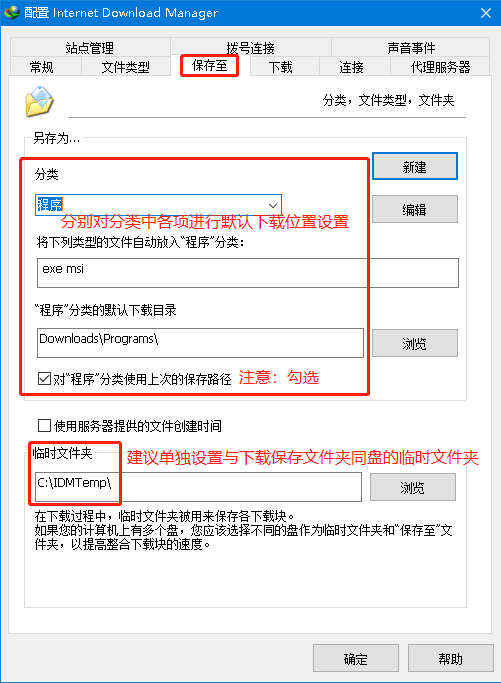 配置 Internet Download Manager
站点管理 拨号连接 声音事件
常规 文件类型 保存至 下载 连接 代理服务器
分类，文件类型，文件夹
另存为...
分类
新建
程序
编辑
分别对分类中各项进行默认下载位置设置
将下列类型的文件自动放入“程序”分类：
exe msi
“程序”分类的默认下载目录
Downloads\Programs\
浏览
对“程序”分类使用上次的保存路径
注意：勾选
使用服务器提供的文件创建时间
临时文件夹
建议单独设置与下载保存文件夹同盘的临时文件夹
C:\IDMTemp\
浏览
在下载过程中，临时文件夹被用来保存各下载块。
如果您的计算机上有多个盘，您应该选择不同的盘作为临时文件夹和“保存至”文
件夹，以提高整合下载块的速度。
确定
帮助